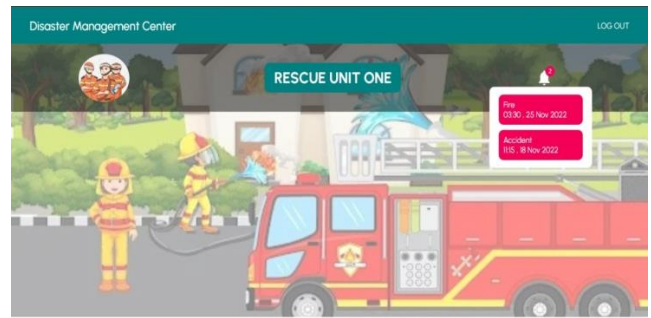 Disaster Management Center
LOG OUT
RESCUE UNIT ONE
2
Fire
03:30 , 25 Nov 2022
Accident
11:15 , 18 Nov 2022